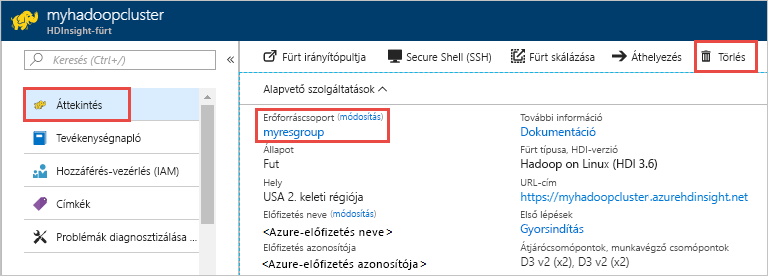 myhadoopcluster
HDInsight-fürt
Keresés (Ctrl+/)
«
Áttekintés
Tevékenységnapló
Hozzáférés-vezérlés (IAM)
Címkék
Problémák diagnosztizálása ...
Fürt irányítópultja
Secure Shell (SSH)
Fürt skálázása
Áthelyezés
Törlés
Alapvető szolgáltatások
Erőforráscsoport (módosítás)
myresgroup
Állapot
Fut
Hely
USA 2. keleti régiója
Előfizetés neve (módosítás)
<Azure-előfizetés neve>
Előfizetés azonosítója
<Azure-előfizetés azonosítója>
További információ
Dokumentáció
Fürt típusa, HDI-verzió
Hadoop on Linux (HDI 3.6)
URL-cím
https://myhadoopcluster.azurehdinsight.net
Első lépések
Gyorsindítás
Átjárócsomópontok, munkavégző csomópontok
D3 v2 (x2), D3 v2 (x2)